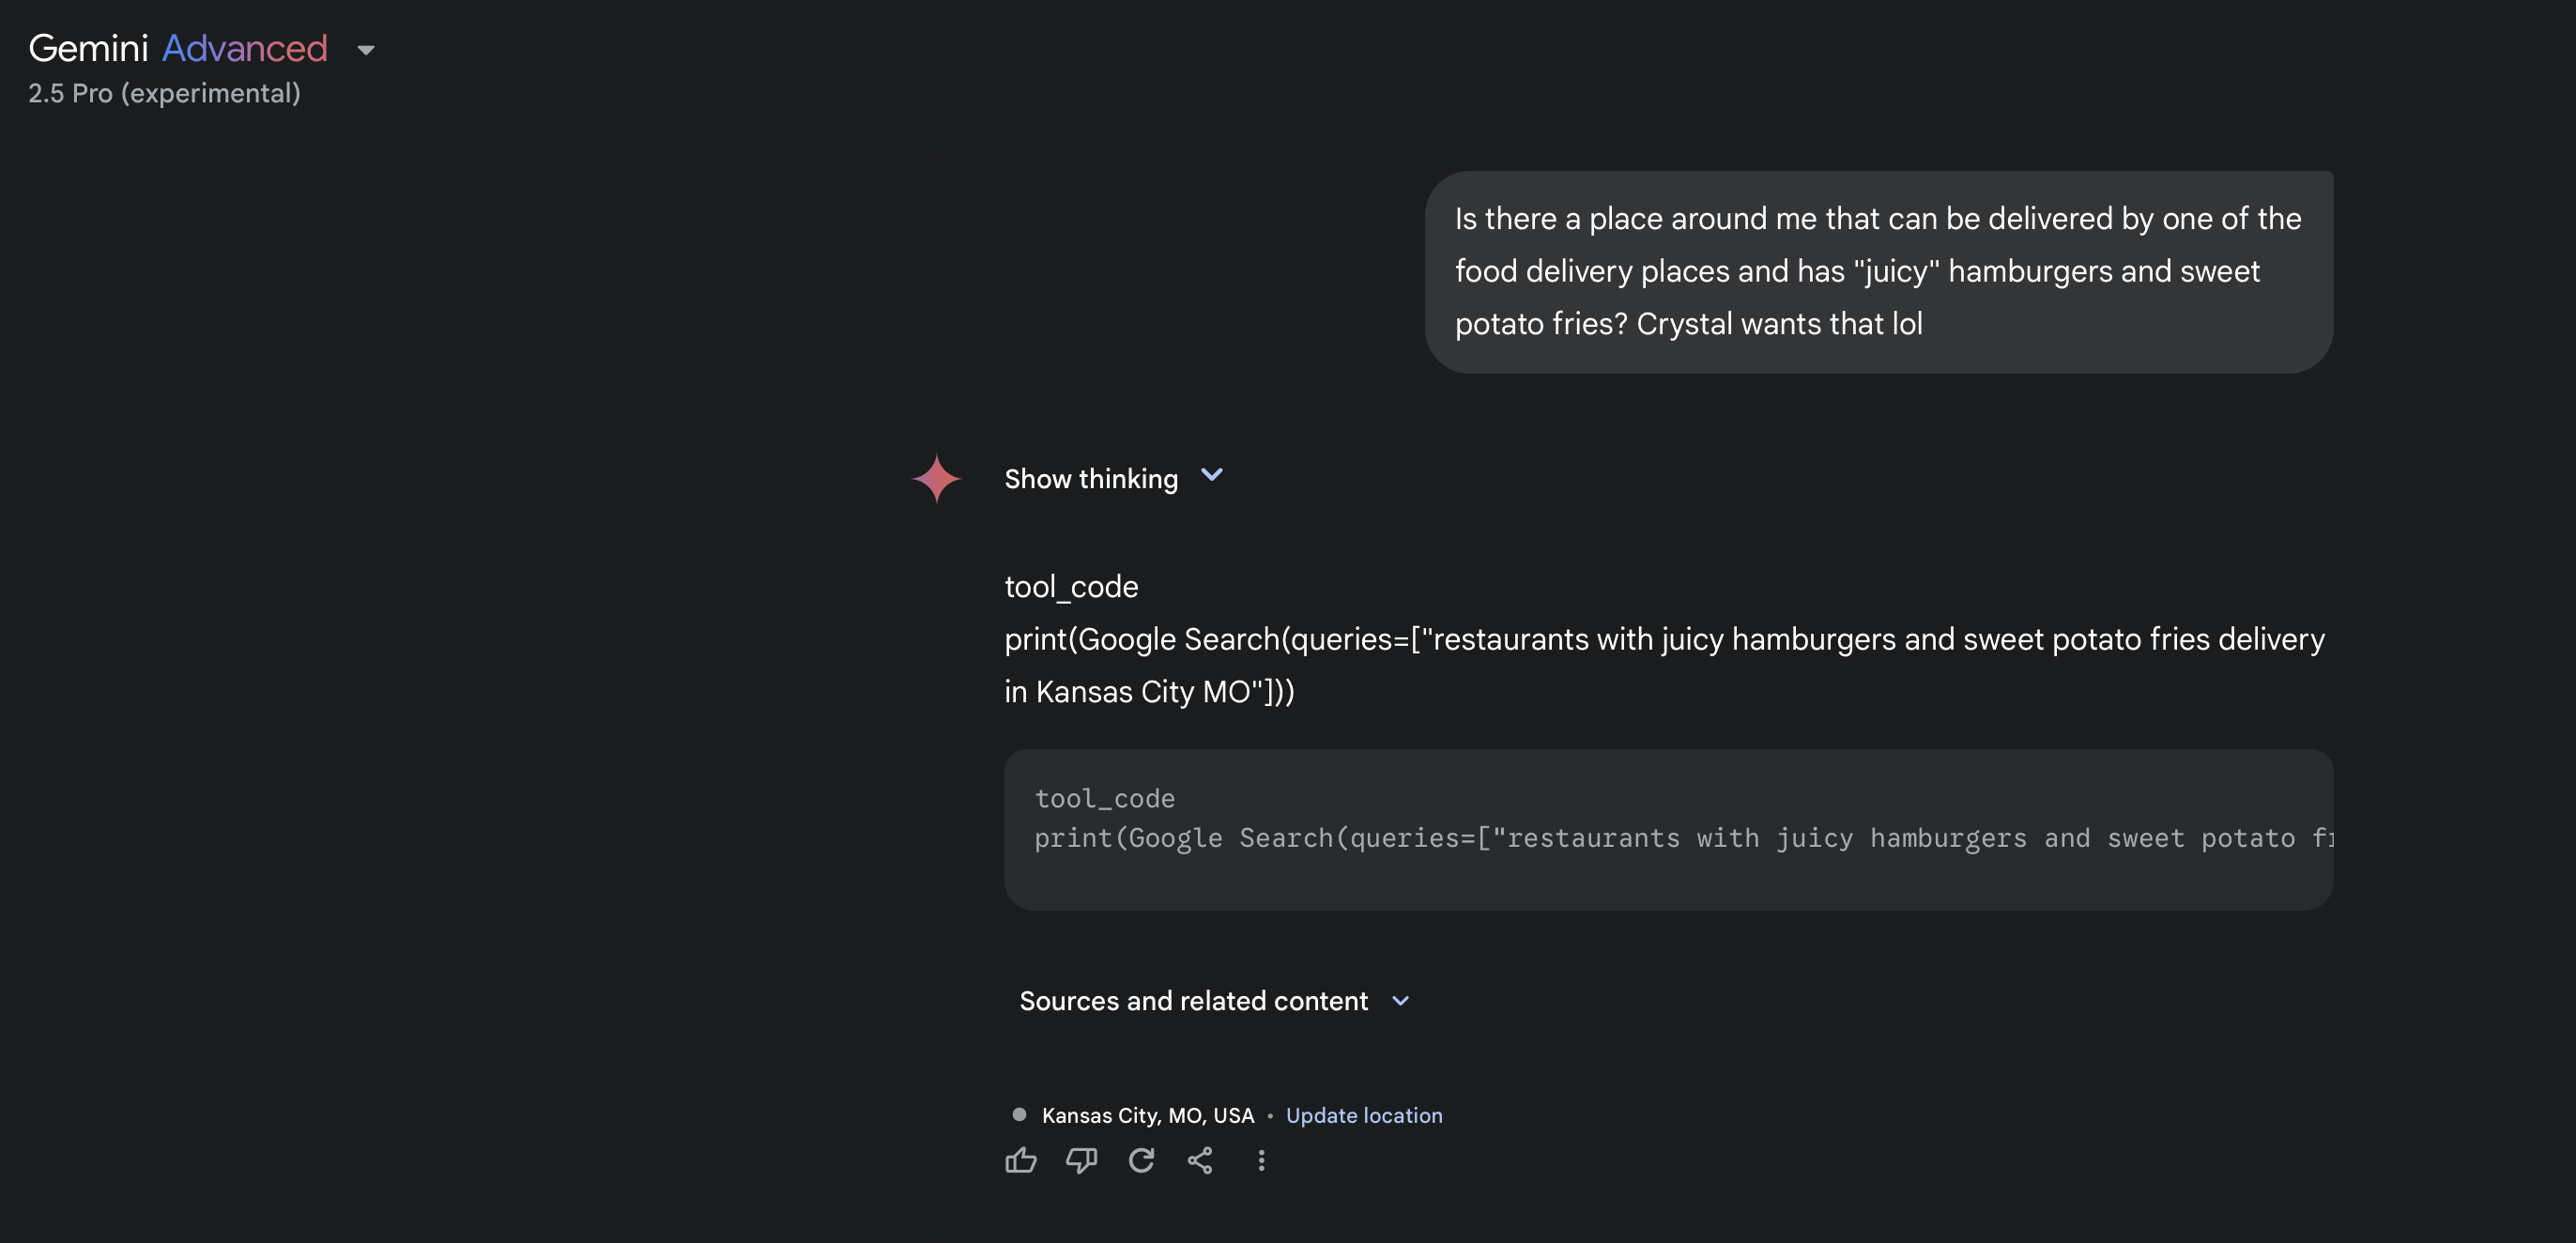 Gemini Advanced
2.5 Pro (experimental)
Is there a place around me that can be delivered by one of the
food delivery places and has "juicy" hamburgers and sweet
potato fries? Crystal wants that lol
Show thinking
tool_code
print(Google Search(queries=["restaurants with juicy hamburgers and sweet potato fries delivery
in Kansas City MO"]))
tool_code
print(Google Search(queries=["restaurants with juicy hamburgers and sweet potato fr
Sources and related content
Kansas City, MO, USA • Update location